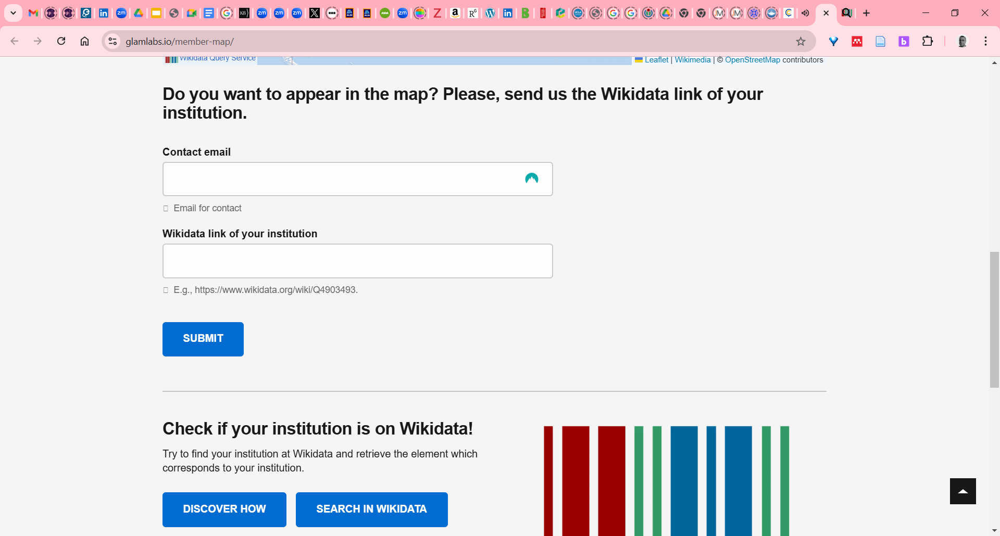 glamlabs.io/member-map/
Wikidata Query Service
Leaflet | Wikimedia | © OpenStreetMap contributors
Do you want to appear in the map? Please, send us the Wikidata link of your
institution.
Contact email
Email for contact
Wikidata link of your institution
E.g., https://www.wikidata.org/wiki/Q4903493.
SUBMIT
Check if your institution is on Wikidata!
Try to find your institution at Wikidata and retrieve the element which
corresponds to your institution.
DISCOVER HOW
SEARCH IN WIKIDATA